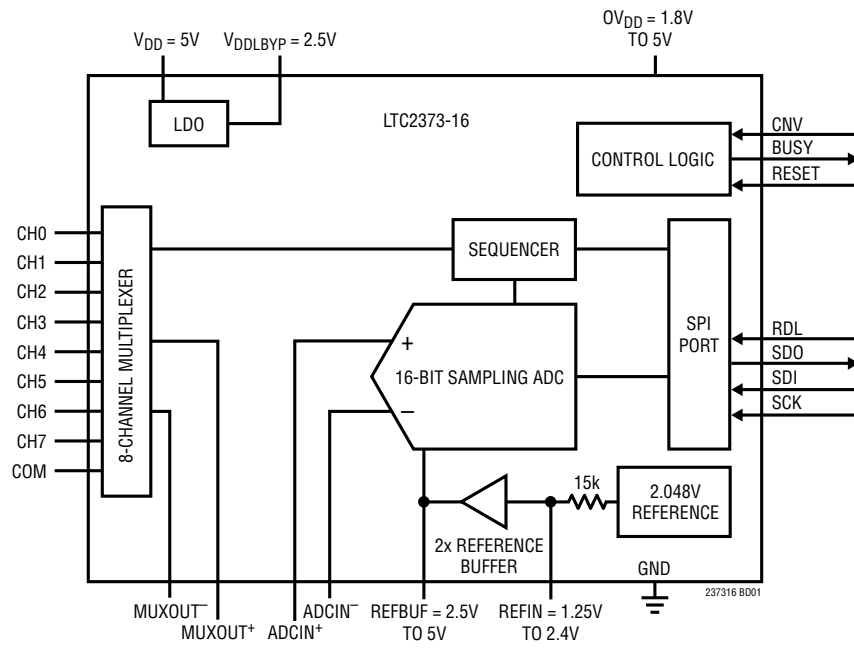 OVDD = 1.8V
TO 5V
VDD = 5V
VDDLBYP = 2.5V
LDO
LTC2373-16
CONTROL LOGIC
CNV
BUSY
RESET
CH0
CH1
CH2
CH3
CH4
CH5
CH6
CH7
COM
8-CHANNEL MULTIPLEXER
SEQUENCER
SPI
PORT
RDL
SDO
SDI
SCK
+
16-BIT SAMPLING ADC
–
15k
2.048V
REFERENCE
2x REFERENCE
BUFFER
GND
237316 BD01
MUXOUT–
MUXOUT+
ADCIN+
ADCIN–
REFBUF = 2.5V
TO 5V
REFIN = 1.25V
TO 2.4V